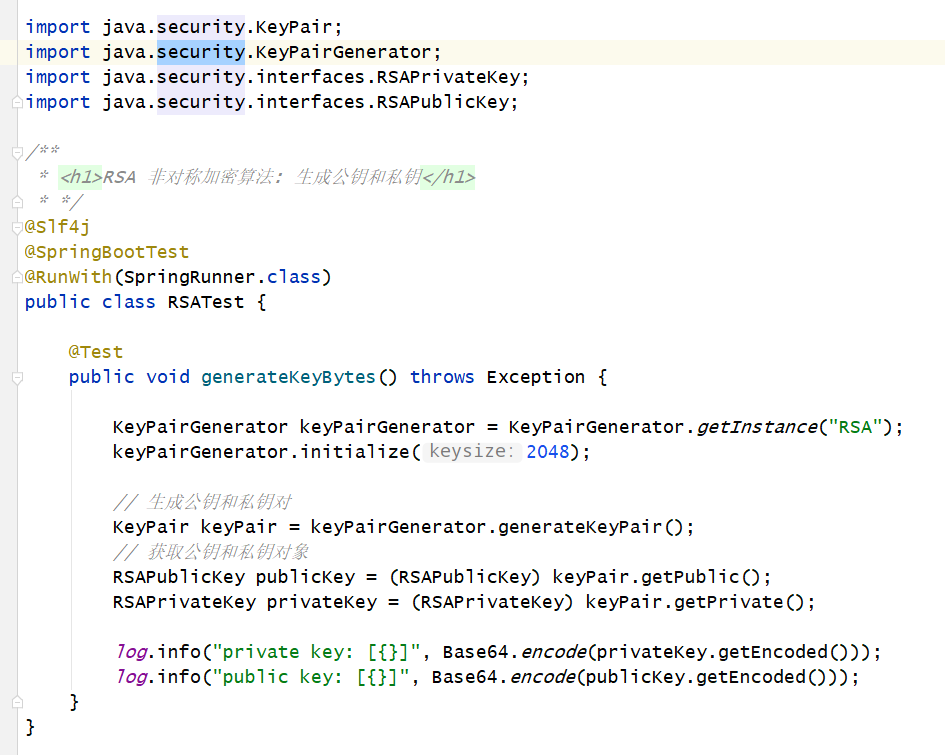 import java.security.KeyPair;
import java.security.KeyPairGenerator;
import java.security.interfaces.RSAPrivateKey;
import java.security.interfaces.RSAPublicKey;
/**
 * <h1>RSA 非对称加密算法: 生成公钥和私钥</h1>
 * */
@Slf4j
@SpringBootTest
@RunWith(SpringRunner.class)
public class RSATest {
    @Test
    public void generateKeyBytes() throws Exception {
        KeyPairGenerator keyPairGenerator = KeyPairGenerator.getInstance("RSA");
        keyPairGenerator.initialize( keysize: 2048);
        // 生成公钥和私钥对
        KeyPair keyPair = keyPairGenerator.generateKeyPair();
        // 获取公钥和私钥对象
        RSAPublicKey publicKey = (RSAPublicKey) keyPair.getPublic();
        RSAPrivateKey privateKey = (RSAPrivateKey) keyPair.getPrivate();
        log.info("private key: [{}]", Base64.encode(privateKey.getEncoded()));
        log.info("public key: [{}]", Base64.encode(publicKey.getEncoded()));
    }
}